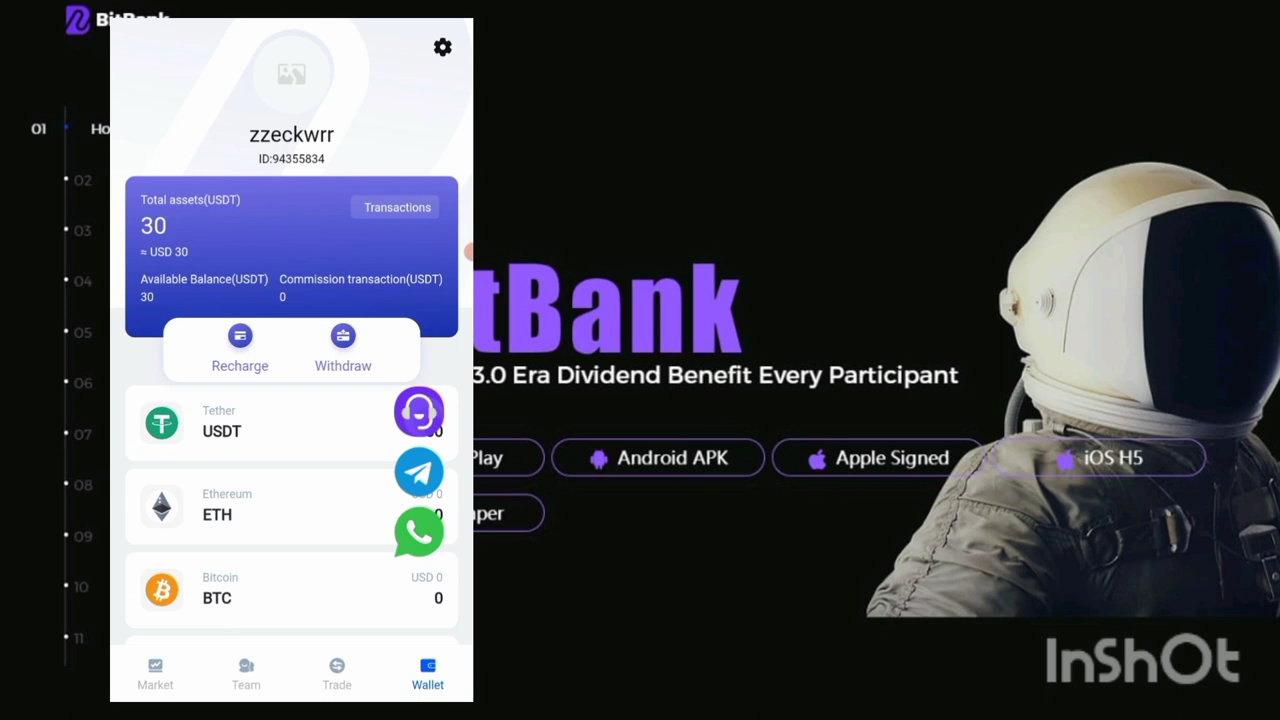 BitBank
01
Ho
02
03
04
05
06
07
08
09
10
11
zzeckwrr
ID:94355834
Total assets(USDT)
Transactions
30
≈ USD 30
Available Balance(USDT) Commission transaction(USDT)
30 0
Recharge Withdraw
Tether
USDT
Ethereum USD 0
ETH 0
Bitcoin USD 0
BTC 0
Market Team Trade Wallet
tBank
3.0 Era Dividend Benefit Every Participant
Play Android APK Apple Signed iOS H5
per
InShOt